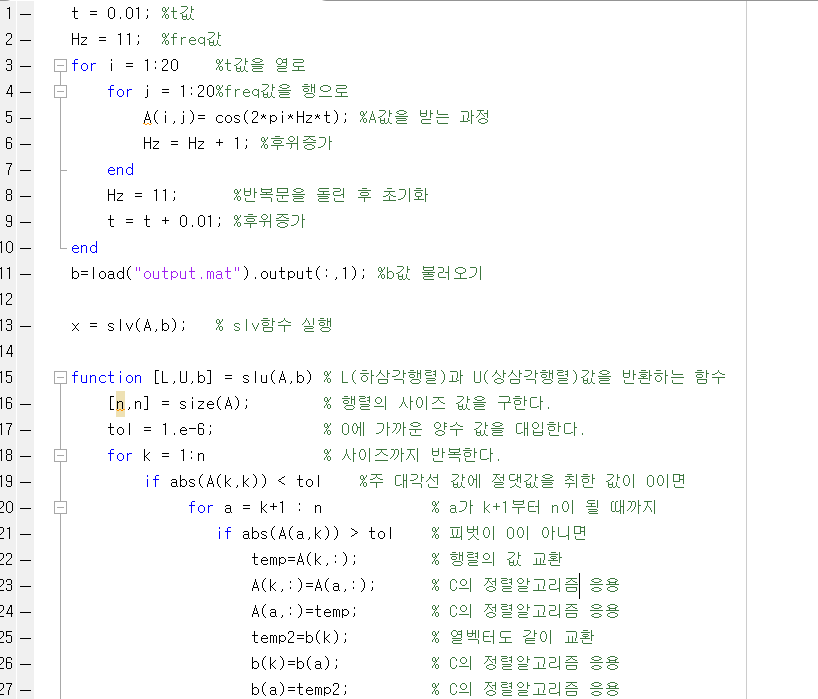 1 – t = 0.01; %t값
2 – Hz = 11; %freq값
3 – for i = 1:20 %t값을 열로
4 – for j = 1:20%freq값을 행으로
5 – A(i,j)= cos(2*pi*Hz*t); %A값을 받는 과정
6 – Hz = Hz + 1; %후위증가
7 – end
8 – Hz = 11; %반복문을 돌린 후 초기화
9 – t = t + 0.01; %후위증가
10 – end
11 – b=load("output.mat").output(:,1); %b값 불러오기
12
13 – x = slv(A,b); % slv함수 실행
14
15 function [L,U,b] = slu(A,b) % L(하삼각행렬)과 U(상삼각행렬)값을 반환하는 함수
16 – [n,n] = size(A); % 행렬의 사이즈 값을 구한다.
17 – tol = 1.e-6; % 0에 가까운 양수 값을 대입한다.
18 – for k = 1:n % 사이즈까지 반복한다.
19 – if abs(A(k,k)) < tol %주 대각선 값에 절댓값을 취한 값이 0이면
20 – for a = k+1 : n % a가 k+1부터 n이 될 때까지
21 – if abs(A(a,k)) > tol % 피벗이 0이 아니면
22 – temp=A(k,:); % 행렬의 값 교환
23 – A(k,:)=A(a,:); % C의 정렬알고리즘 응용
24 – A(a,:)=temp; % C의 정렬알고리즘 응용
25 – temp2=b(k); % 열벡터도 같이 교환
26 – b(k)=b(a); % C의 정렬알고리즘 응용
27 – b(a)=temp2; % C의 정렬알고리즘 응용